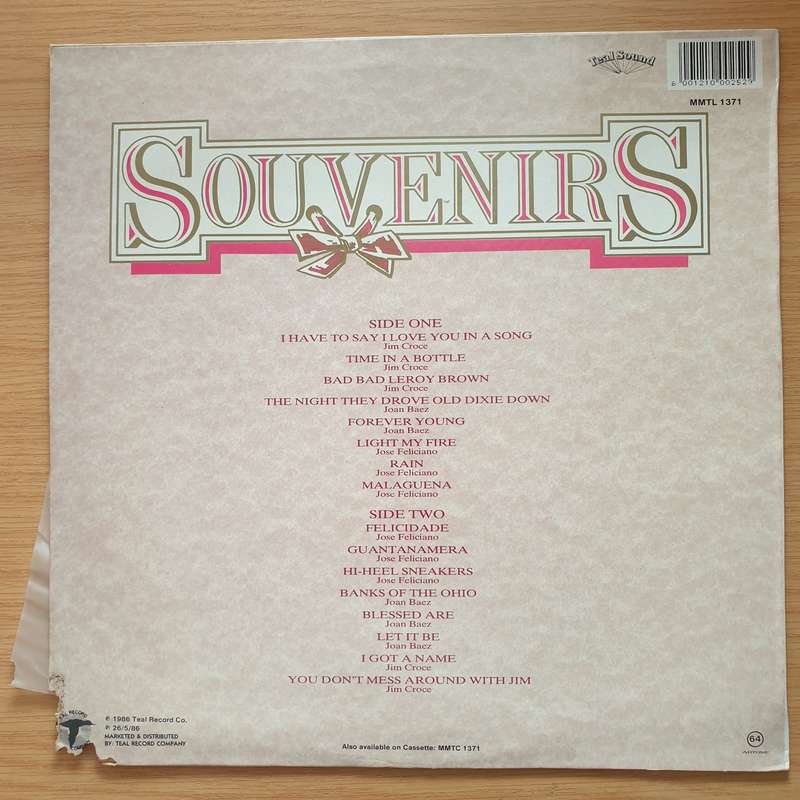 Teal Sound
6 001210 002529
MMTL 1371
SOUVENIRS
SIDE ONE
I HAVE TO SAY I LOVE YOU IN A SONG
Jim Croce
TIME IN A BOTTLE
Jim Croce
BAD BAD LEROY BROWN
Jim Croce
THE NIGHT THEY DROVE OLD DIXIE DOWN
Joan Baez
FOREVER YOUNG
Joan Baez
LIGHT MY FIRE
Jose Feliciano
RAIN
Jose Feliciano
MALAGUENA
Jose Feliciano
SIDE TWO
FELICIDADE
Jose Feliciano
GUANTANAMERA
Jose Feliciano
HI-HEEL SNEAKERS
Jose Feliciano
BANKS OF THE OHIO
Joan Baez
BLESSED ARE
Joan Baez
LET IT BE
Joan Baez
I GOT A NAME
Jim Croce
YOU DON'T MESS AROUND WITH JIM
Jim Croce
RECORD
℗ 1986 Teal Record Co.
℗ 26/5/86
MARKETED & DISTRIBUTED
BY: TEAL RECORD COMPANY
Also available on Cassette: MMTC 1371
64